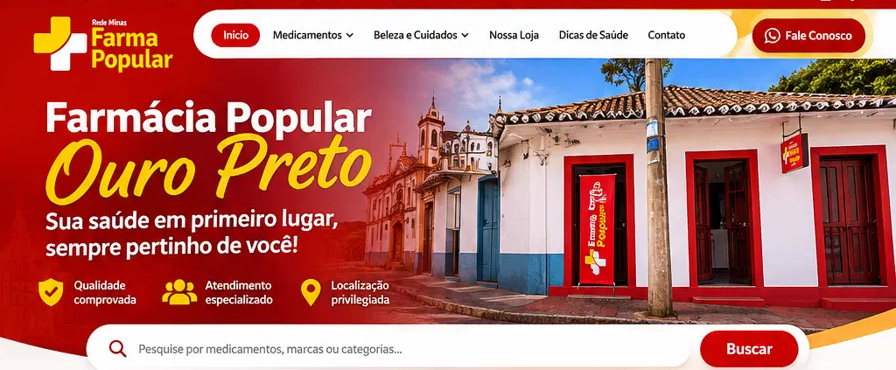 Rede Minas
Farma
Popular
Início
Medicamentos
Beleza e Cuidados
Nossa Loja
Dicas de Saúde
Contato
Fale Conosco
Farmácia Popular
Ouro Preto
Sua saúde em primeiro lugar,
sempre pertinho de você!
Qualidade
comprovada
Atendimento
especializado
Localização
privilegiada
Farma
Popular
Pesquise por medicamentos, marcas ou categorias...
Buscar